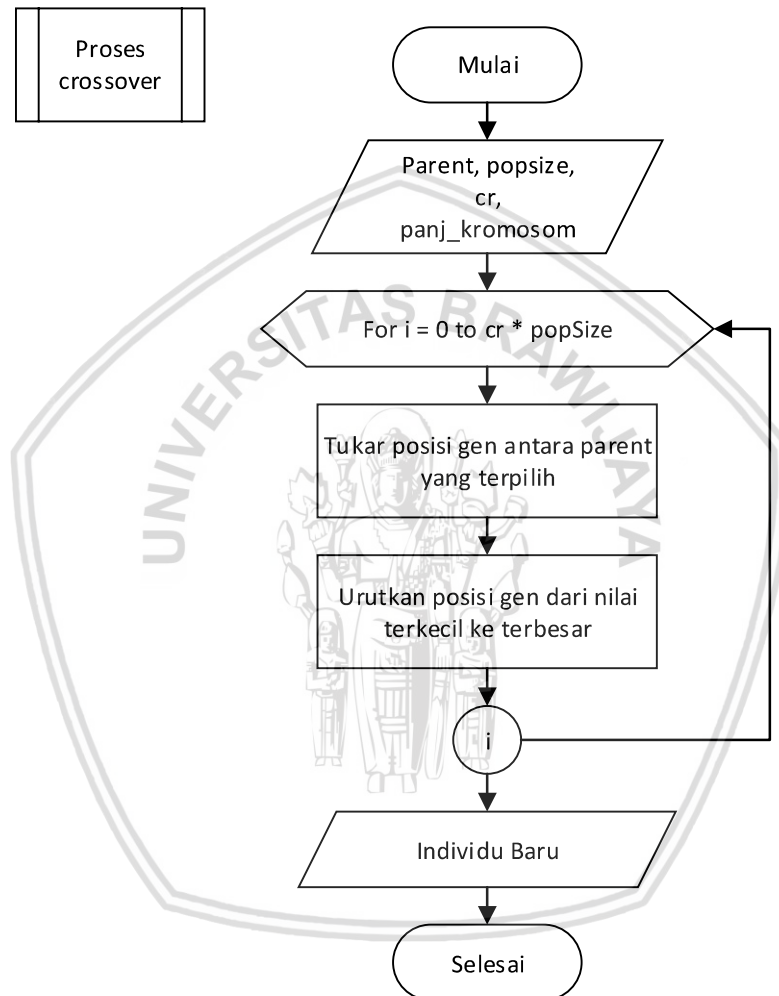 Proses
crossover
Mulai
Parent, popsize,
cr,
panj_kromosom
For i = 0 to cr * popSize
Tukar posisi gen antara parent
yang terpilih
Urutkan posisi gen dari nilai
terkecil ke terbesar
i
Individu Baru
Selesai
UNIVERSITAS BRAWIJAYA